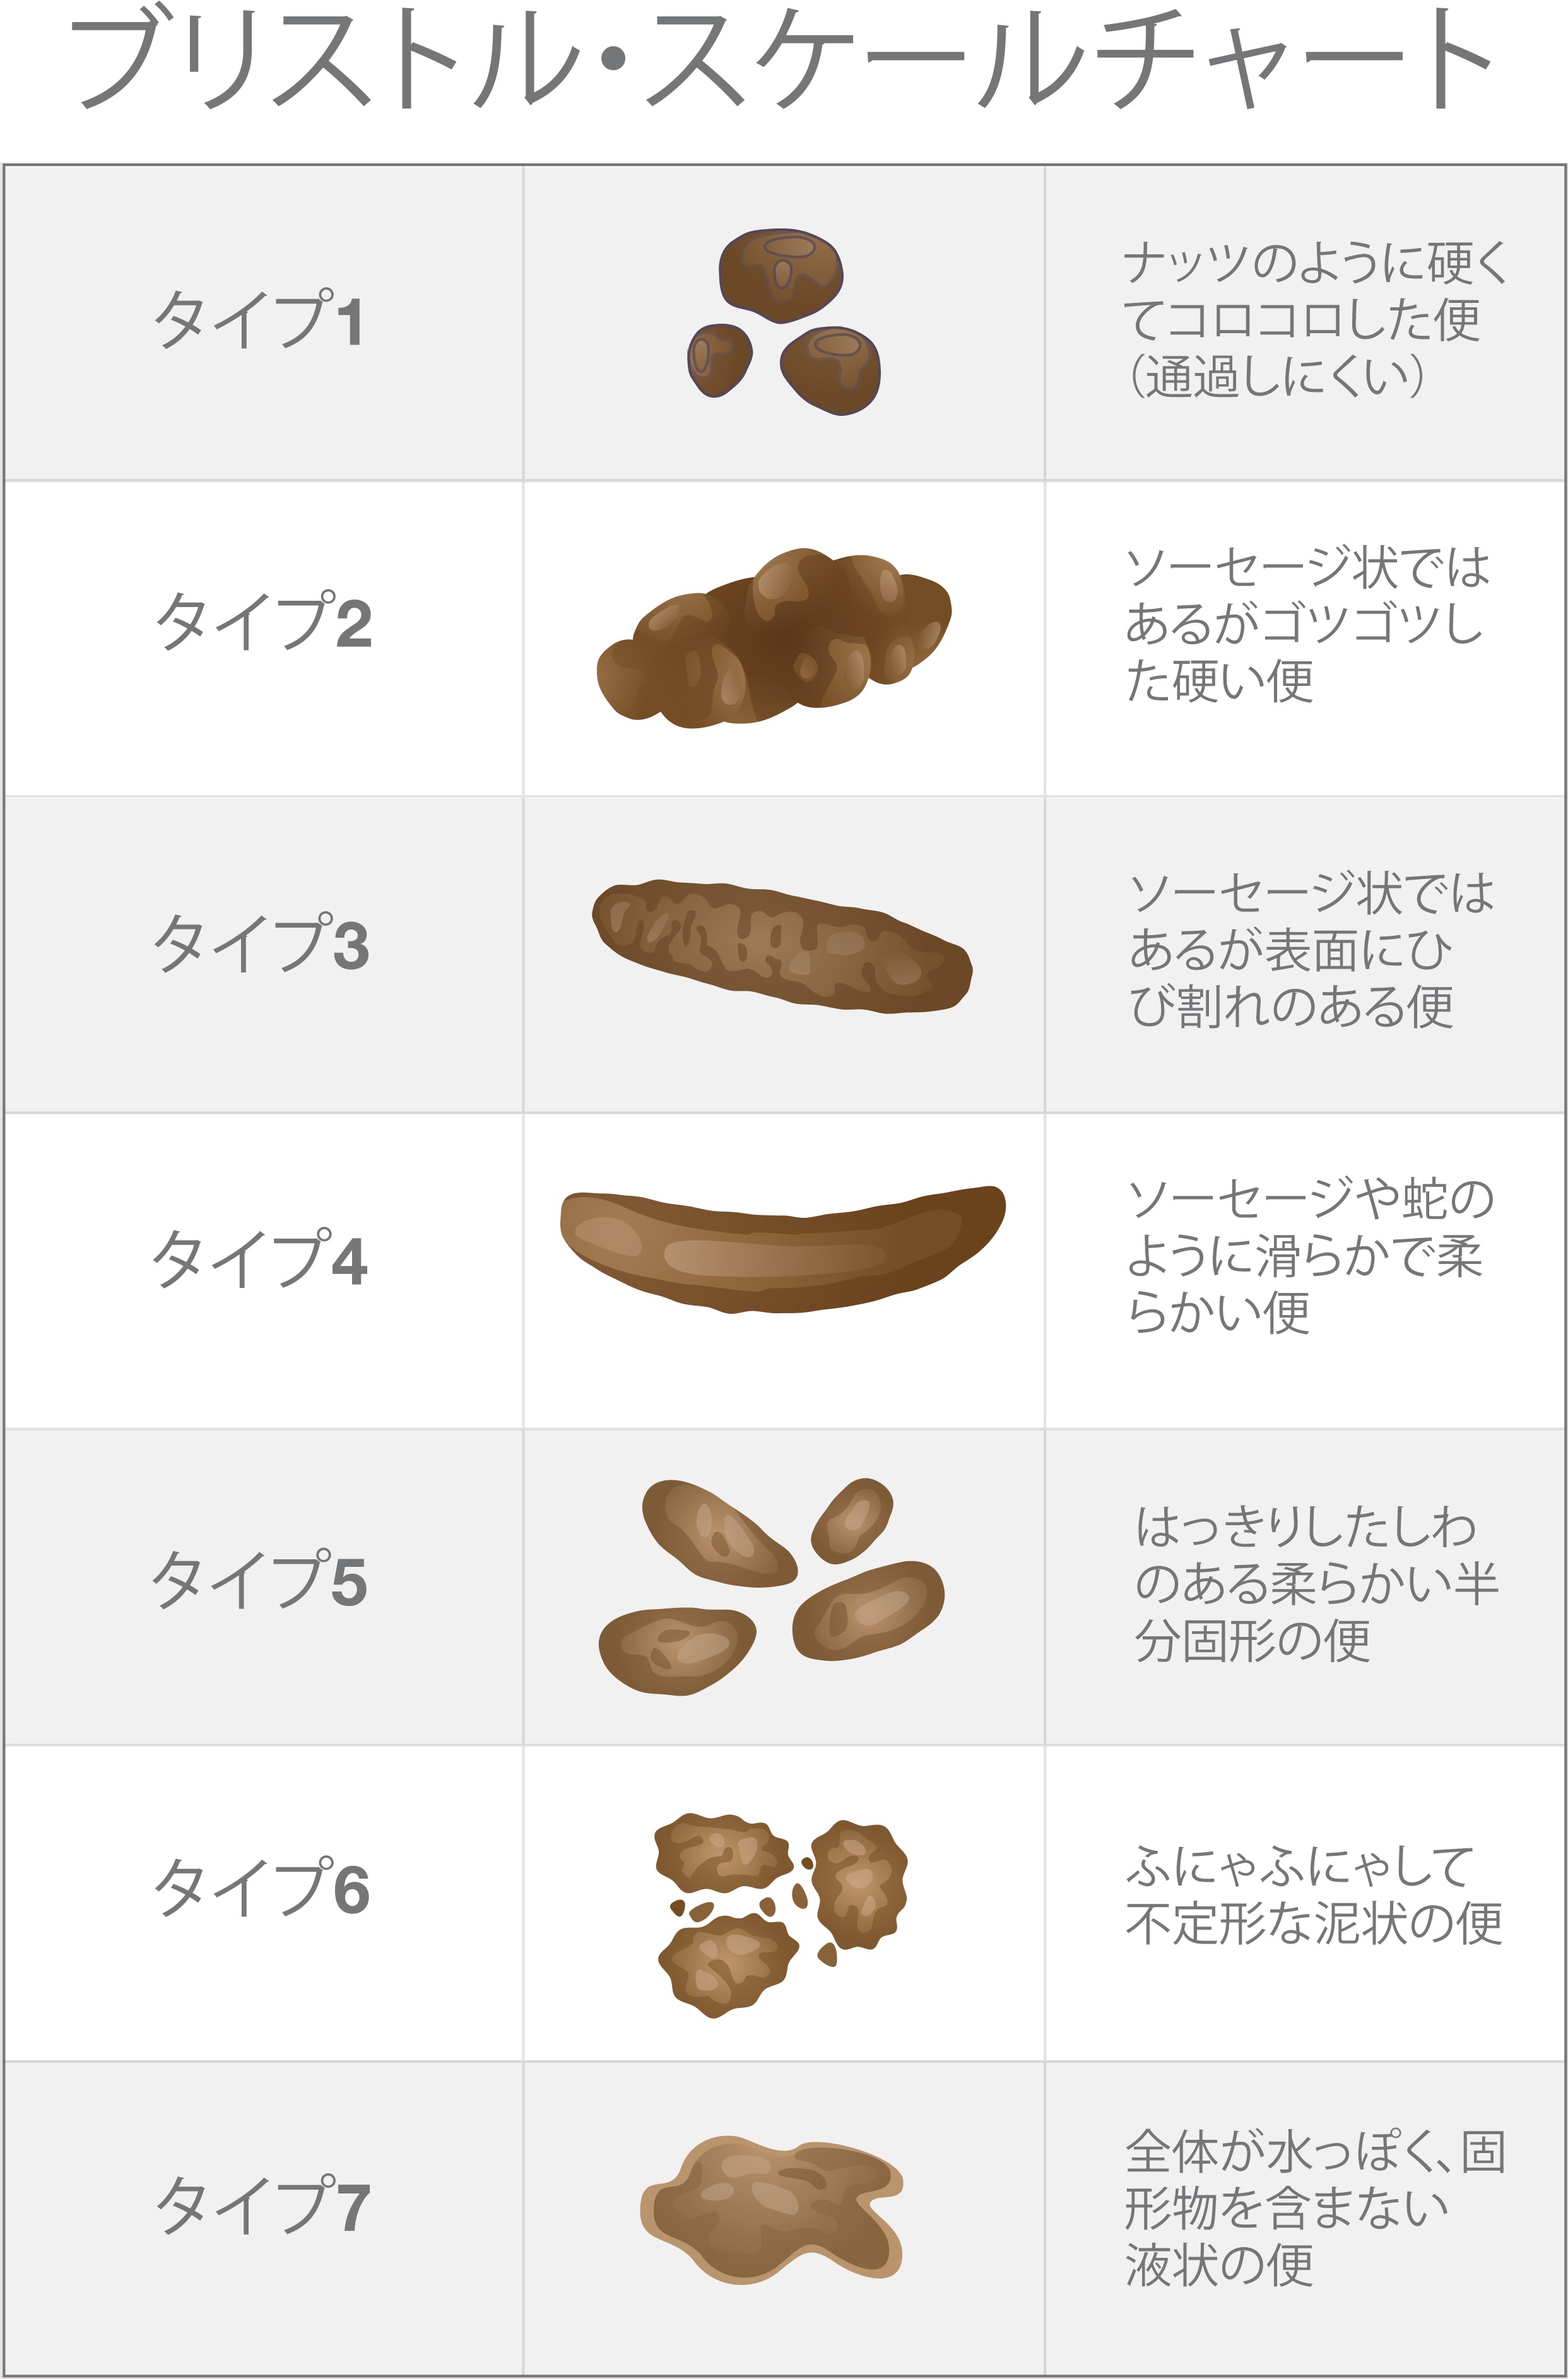 ブリストル・スケールチャート
タイプ1
ナッツのように硬く
てコロコロした便
（通過しにくい）
タイプ2
ソーセージ状では
あるがゴツゴツし
た硬い便
タイプ3
ソーセージ状では
あるが表面にひ
び割れのある便
タイプ4
ソーセージや蛇の
ように滑らかで柔
らかい便
タイプ5
はっきりしたしわ
のある柔らかい半
分固形の便
タイプ6
ふにゃふにゃして
不定形な泥状の便
タイプ7
全体が水っぽく、固
形物を含まない
液状の便